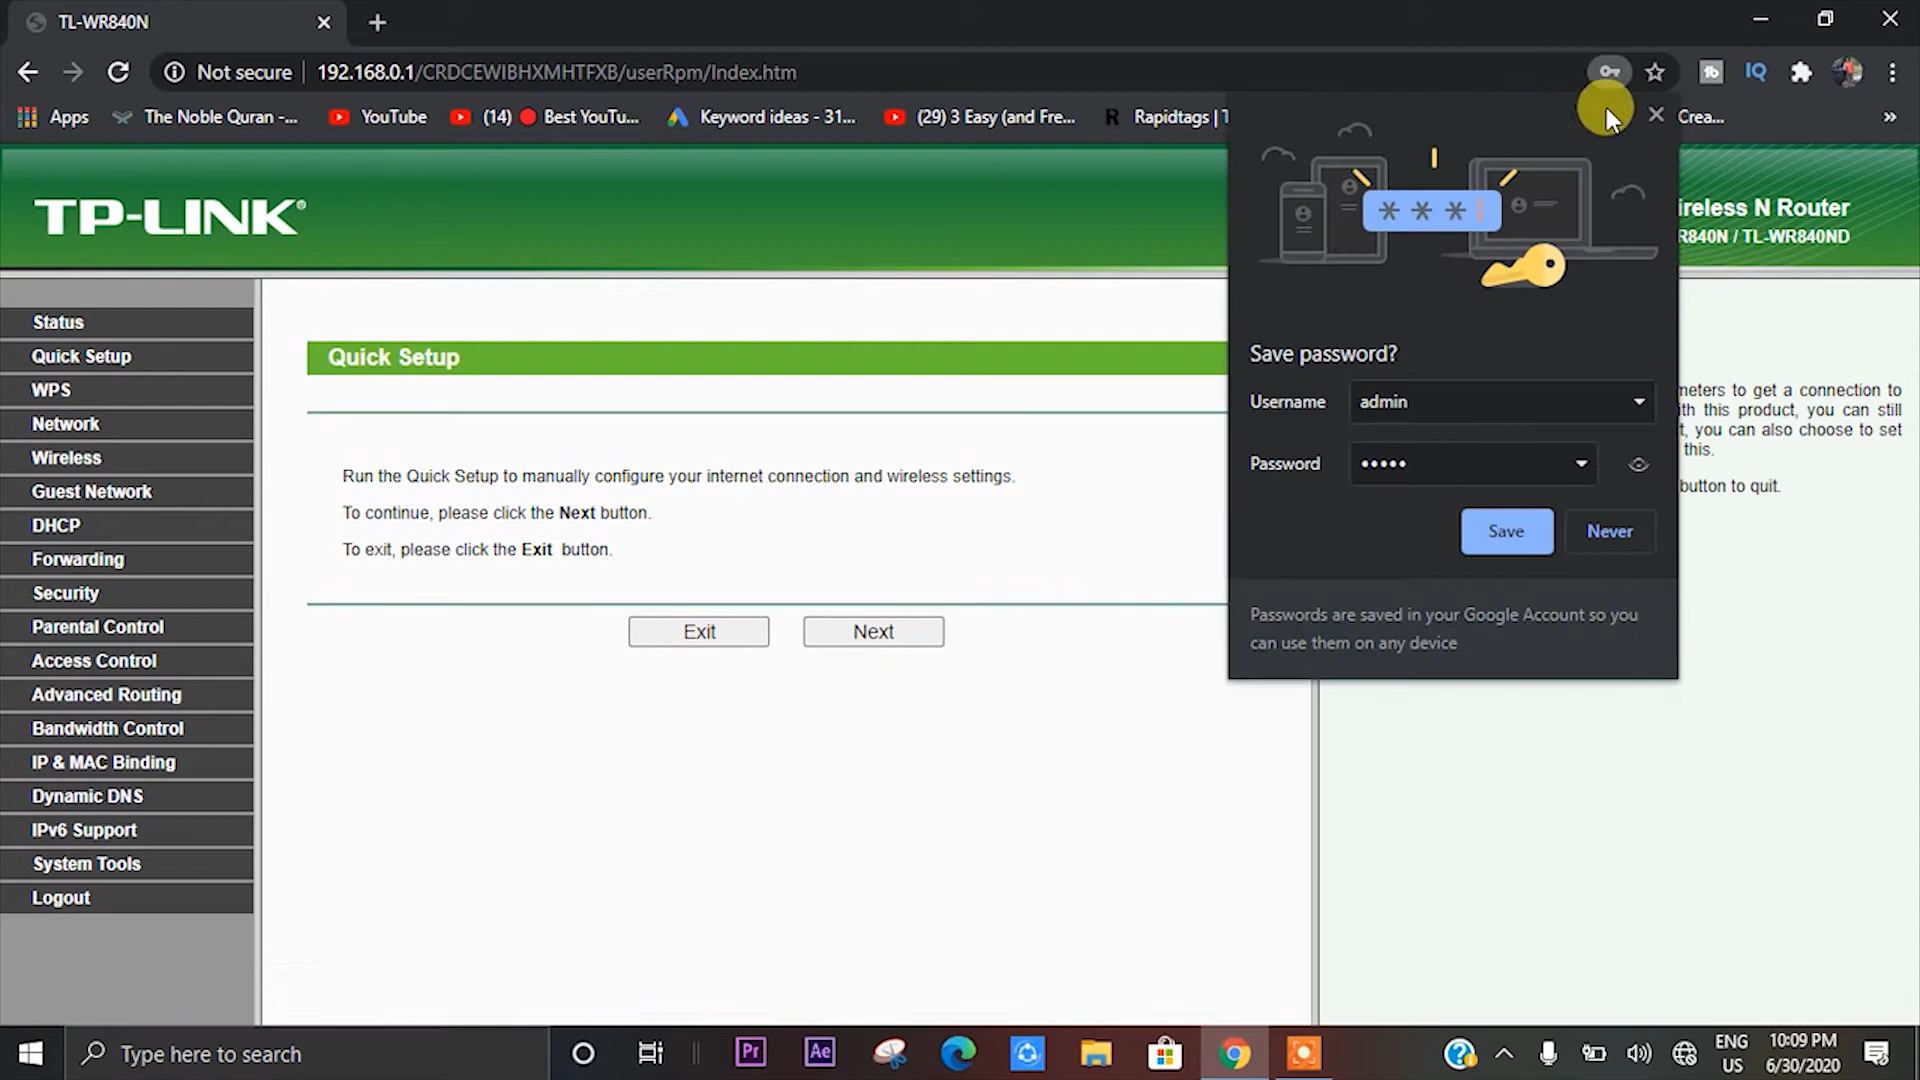 TL-WR840N
Not secure
192.168.0.1/CRDCEWIBHXMHTFXB/userRpm/Index.htm
tb
IQ
Apps
The Noble Quran -...
YouTube
(14) Best YouTu...
Keyword ideas - 31...
(29) 3 Easy (and Fre...
R Rapidtags | T
Crea...
»
TP-LINK®
ireless N Router
R840N / TL-WR840ND
Status
Quick Setup
WPS
Network
Wireless
Guest Network
DHCP
Forwarding
Security
Parental Control
Access Control
Advanced Routing
Bandwidth Control
IP & MAC Binding
Dynamic DNS
IPv6 Support
System Tools
Logout
Quick Setup
Run the Quick Setup to manually configure your internet connection and wireless settings.
To continue, please click the Next button.
To exit, please click the Exit button.
Exit
Next
* * *
Save password?
Username
admin
Password
•••••
Save
Never
Passwords are saved in your Google Account so you
can use them on any device
meters to get a connection to
ith this product, you can still
t, you can also choose to set
this.
button to quit.
Type here to search
Pr
Ae
ENG
US
10:09 PM
6/30/2020